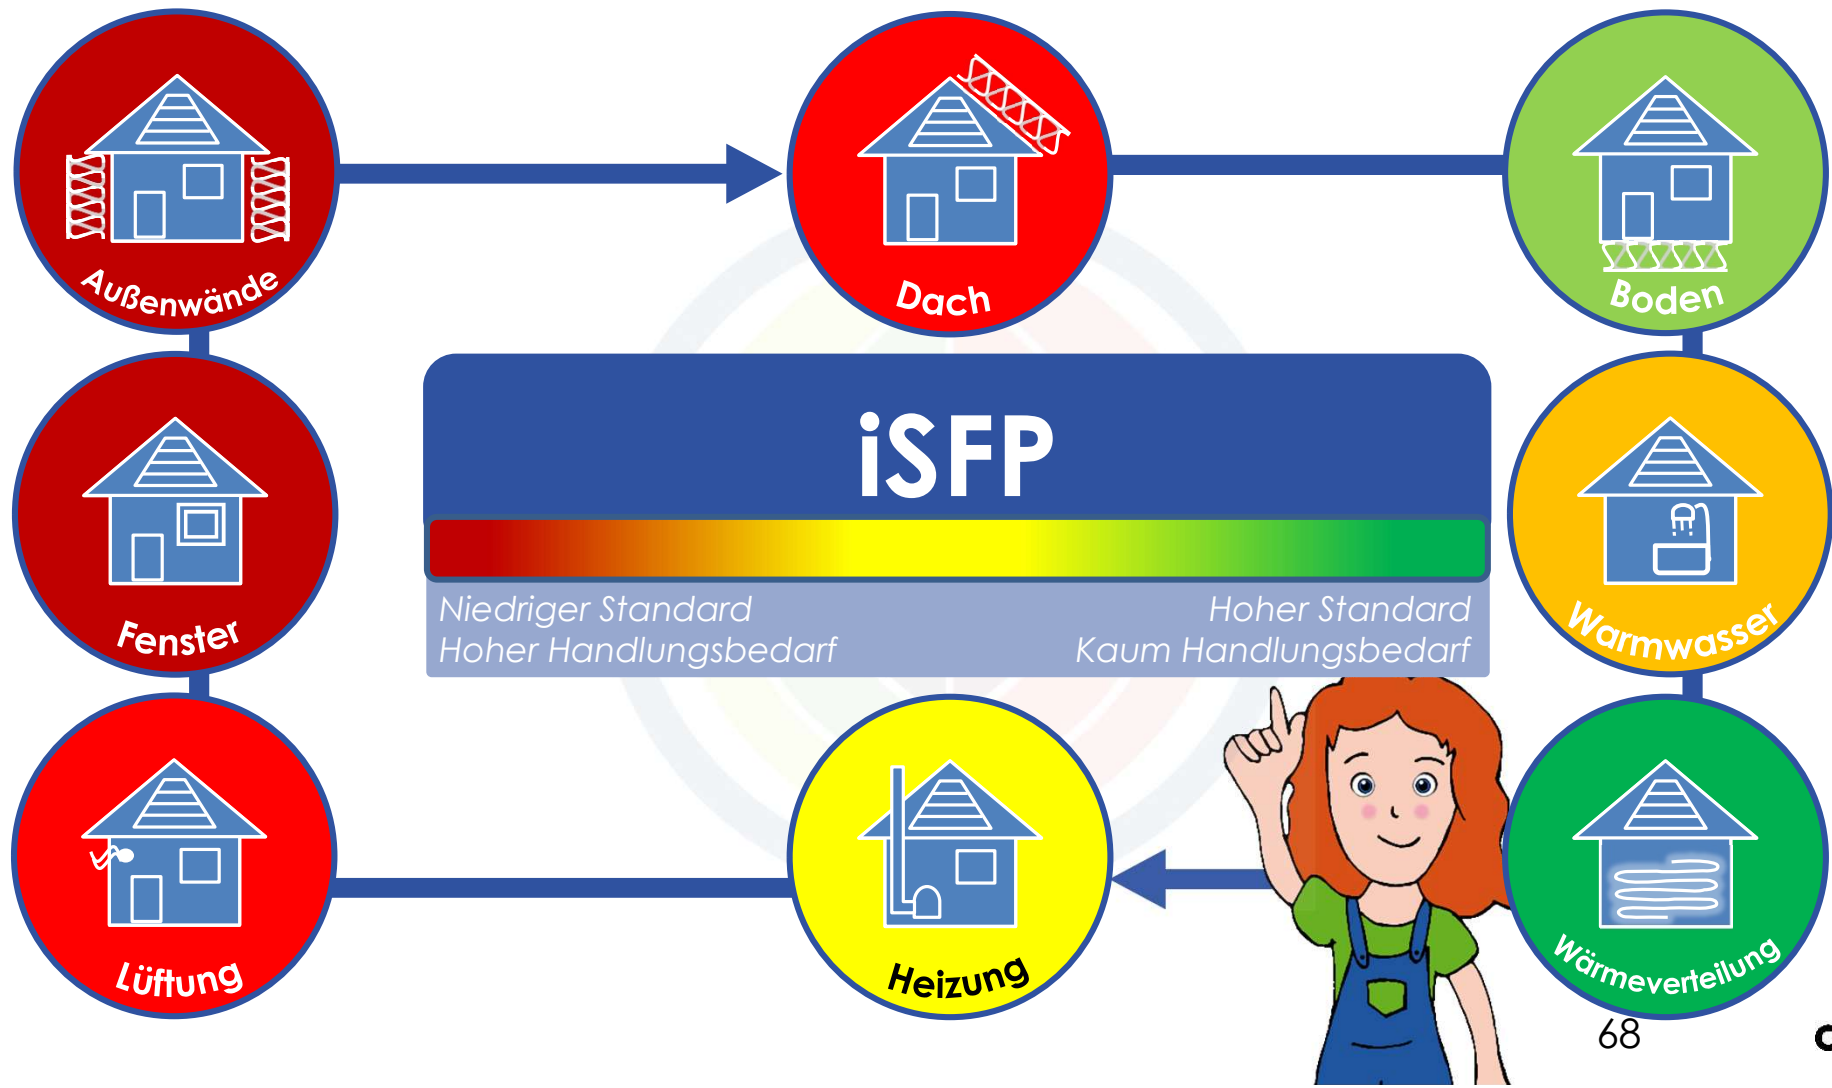 Außenwände
Dach
Boden
iSFP
Niedriger Standard
Hoher Handlungsbedarf
Hoher Standard
Kaum Handlungsbedarf
Fenster
Warmwasser
Lüftung
Heizung
Wärmeverteilung
68